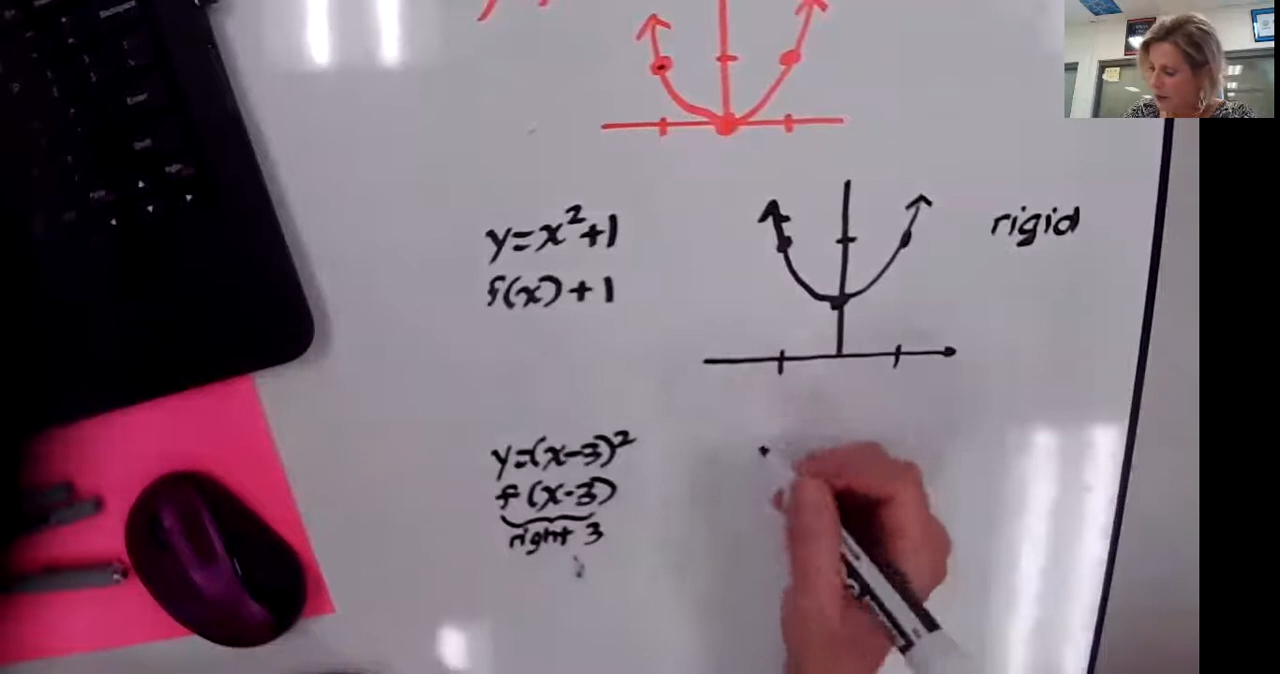 y=x²+1
f(x)+1
rigid
y=(x-3)²
f(x-3)
right 3